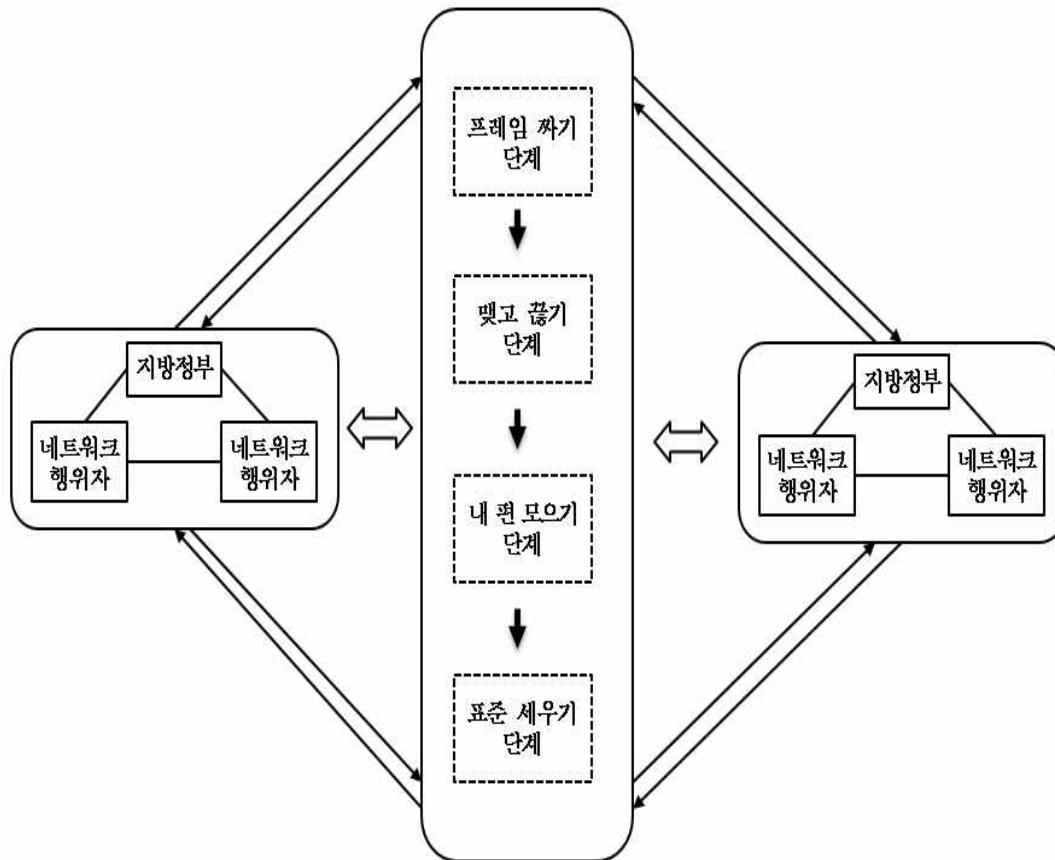 프레임 짜기
단계
맺고 끊기
단계
내 편 모으기
단계
표준 세우기
단계
지방정부
네트워크
행위자
네트워크
행위자
지방정부
네트워크
행위자
네트워크
행위자